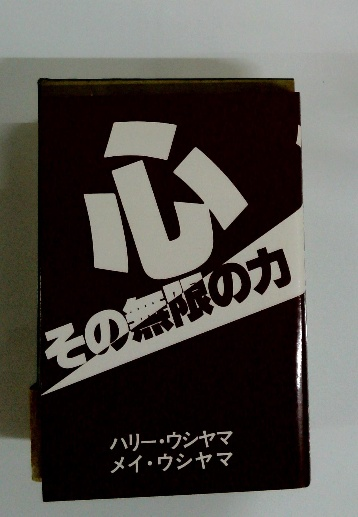 心
その無限の力
ハリー・ウシヤマ
メイ・ウシヤマ